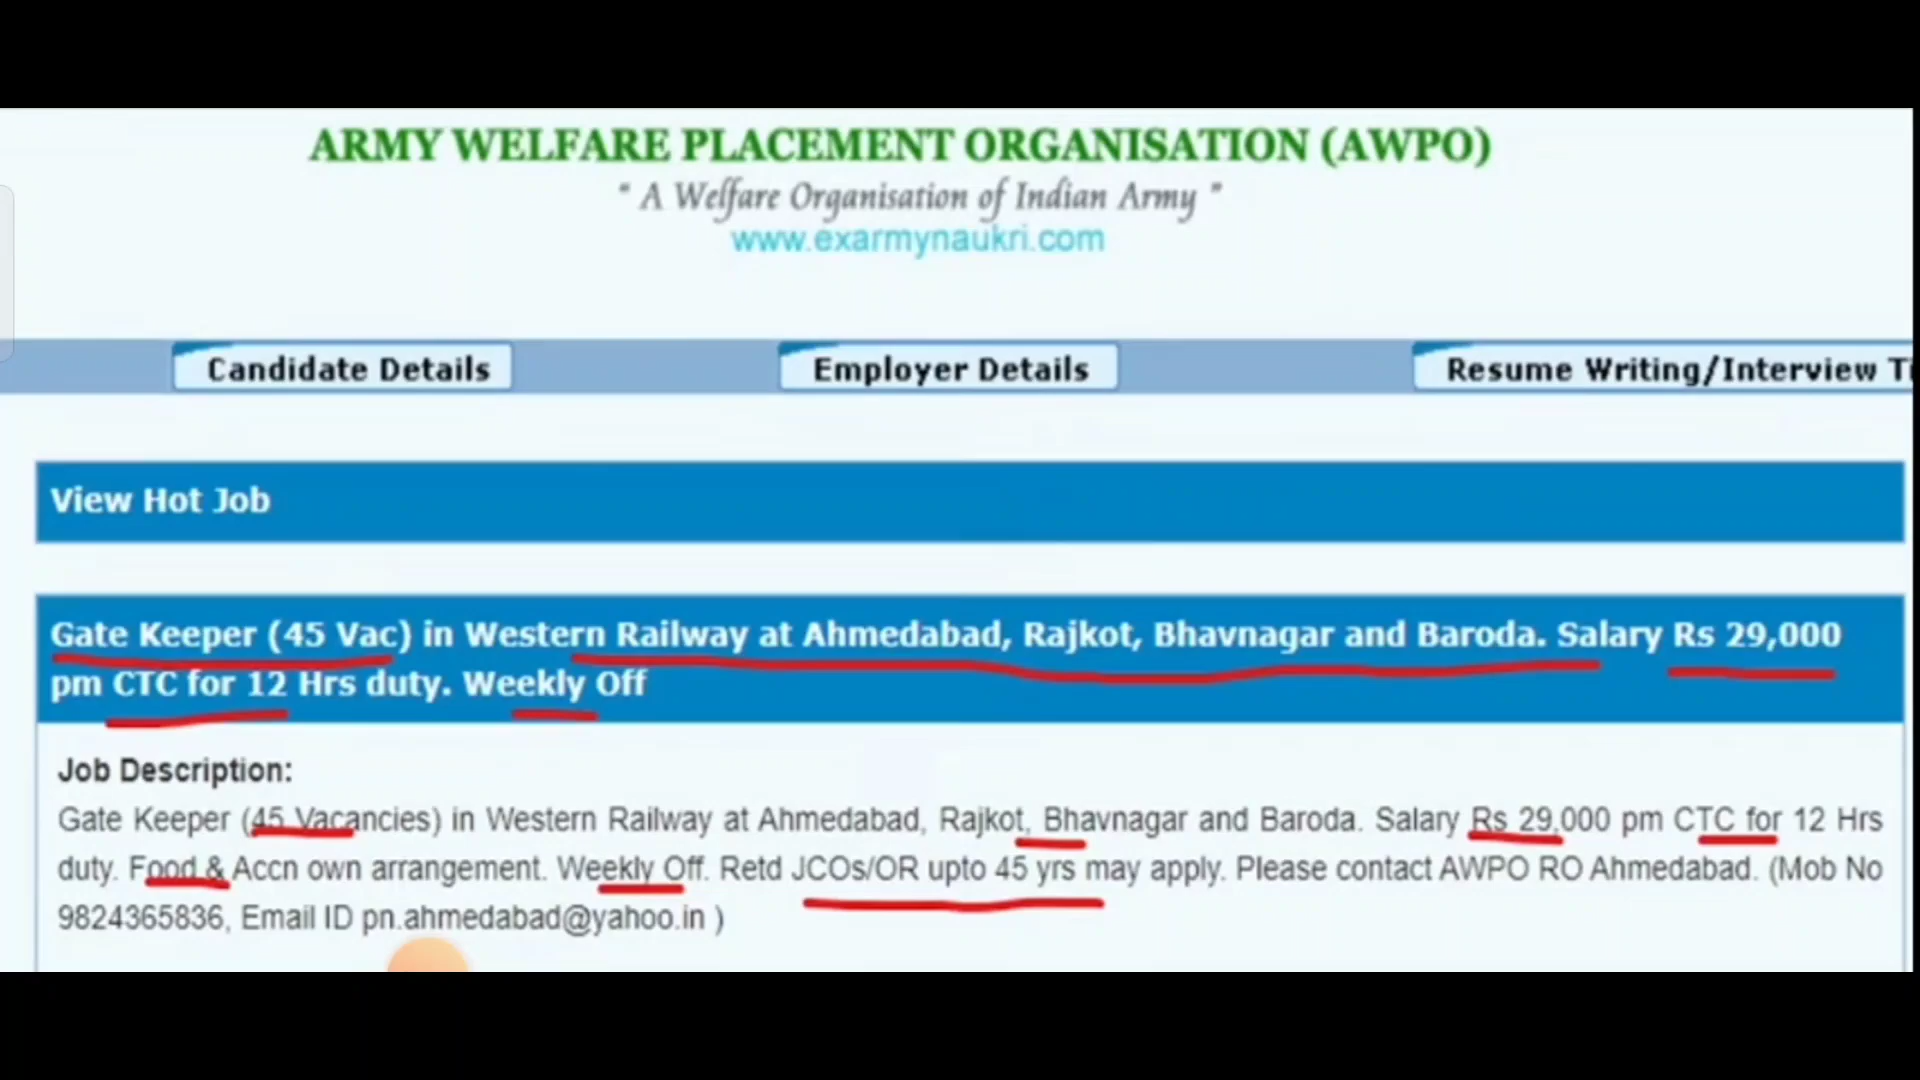 ARMY WELFARE PLACEMENT ORGANISATION (AWPO)
" A Welfare Organisation of Indian Army "
www.exarmynaukri.com
Candidate Details
Employer Details
Resume Writing/Interview
View Hot Job
Gate Keeper (45 Vac) in Western Railway at Ahmedabad, Rajkot, Bhavnagar and Baroda. Salary Rs 29,000
pm CTC for 12 Hrs duty. Weekly Off
Job Description:
Gate Keeper (45 Vacancies) in Western Railway at Ahmedabad, Rajkot, Bhavnagar and Baroda. Salary Rs 29,000 pm CTC for 12 Hrs
duty. Food & Accn own arrangement. Weekly Off. Retd JCOs/OR upto 45 yrs may apply. Please contact AWPO RO Ahmedabad. (Mob No
9824365836, Email ID pn.ahmedabad@yahoo.in )